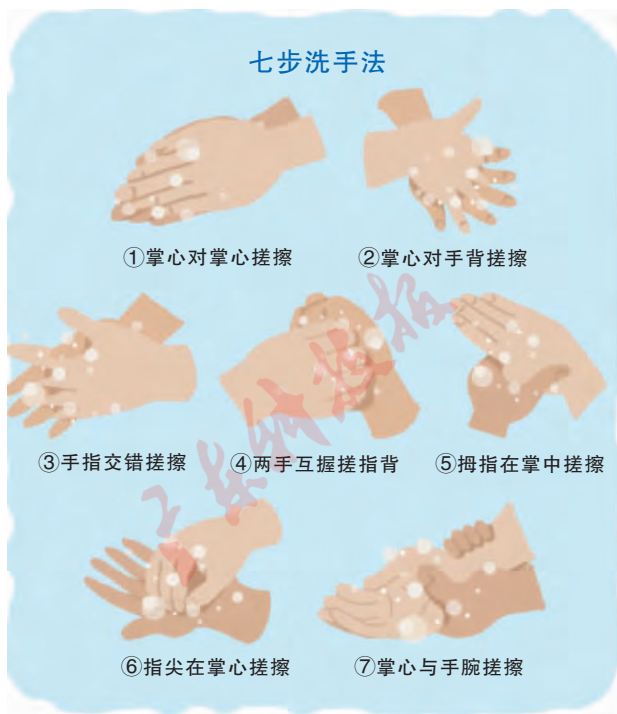 七步洗手法
①掌心对掌心搓擦
②掌心对手背搓擦
③手指交错搓擦
④两手互握搓指背
⑤拇指在掌中搓擦
⑥指尖在掌心搓擦
⑦掌心与手腕搓擦